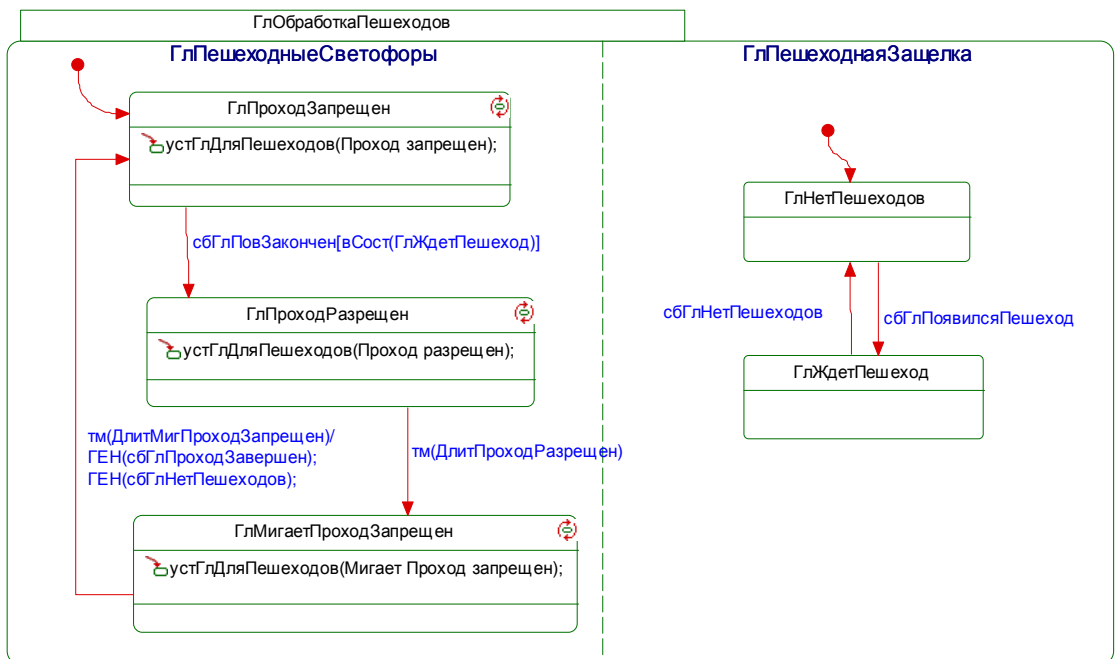 ГлОбработкаПешеходов
ГлПешеходныеСветофоры
ГлПешеходнаяЗащелка
ГлПроходЗапрещен
устГлДляПешеходов(Проход запрещен);
ГлНетПешеходов
сбГлПовЗакончен[вСост(ГлЖдетПешеход)]
ГлПроходРазрещен
устГлДляПешеходов(Проход разрещен);
сбГлНетПешеходов
сбГлПоявилсяПешеход
ГлЖдетПешеход
тм(ДлитМигПроходЗапрещен)/
ГЕН(сбГлПроходЗавершен);
ГЕН(сбГлНетПешеходов);
тм(ДлитПроходРазрещен)
ГлМигаетПроходЗапрещен
устГлДляПешеходов(Мигает Проход запрещен);